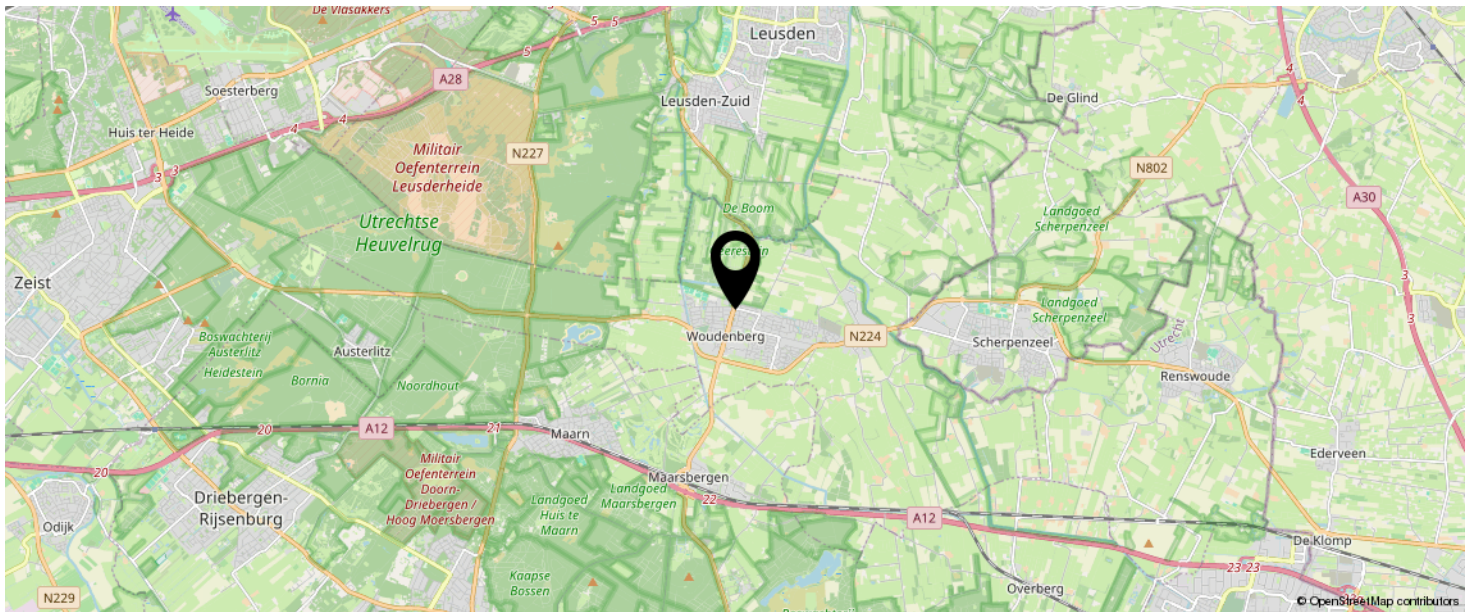 De Vlasakkers
5
5
5
5
Leusden
A28
Soesterberg
Leusden-Zuid
De Glind
4
4
Huis ter Heide
4
4
Militair
Oefenterrein
Leusderheide
N227
N802
3
3
A30
Utrechtse
Heuvelrug
De Boom
Landgoed
Scherpenzeel
Zeist
3
3
Landgoed
Scherpenzeel
Boswachterij
Austerlitz
Heidestein
Austerlitz
Woudenberg
N224
Scherpenzeel
Utrecht
Bornia
Noordhout
Renswoude
20
A12
21
Maarn
20
Militair
Oefenterrein
Doorn-
Driebergen /
Hoog Moersbergen
Maarsbergen
Ederveen
Driebergen-
Rijsenburg
Landgoed
Huis te
Maarn
Landgoed
Maarsbergen
22
Odijk
A12
De Klomp
23 23
Kaapse
Bossen
Overberg
N229
© OpenStreetMap contributors